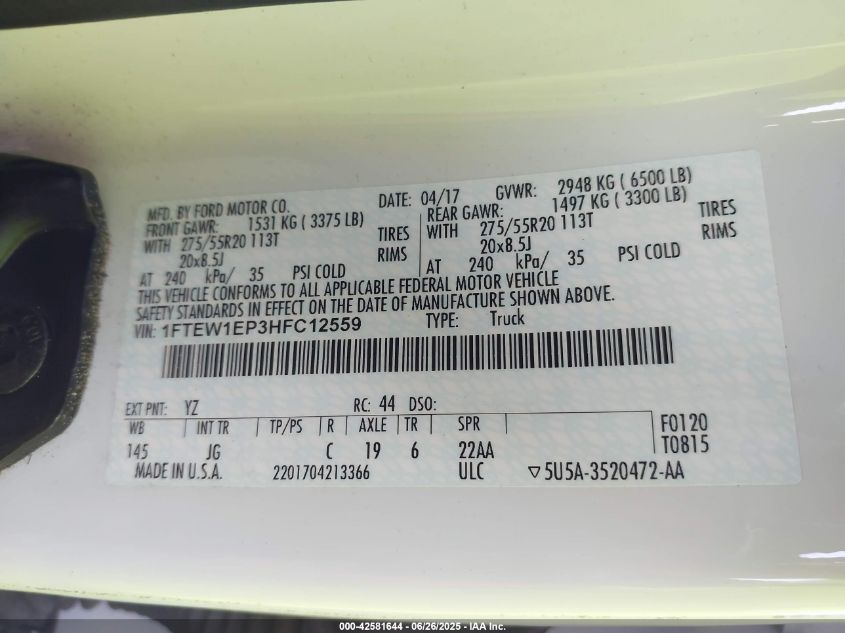 MFD. BY FORD MOTOR CO. DATE: 04/17 GVWR: 2948 KG ( 6500 LB)
FRONT GAWR: 1531 KG ( 3375 LB) REAR GAWR: 1497 KG ( 3300 LB)
WITH 275/55R20 113T TIRES WITH 275/55R20 113T TIRES
20x8.5J RIMS 20x8.5J RIMS
AT 240 kPa/ 35 PSI COLD AT 240 kPa/ 35 PSI COLD
THIS VEHICLE CONFORMS TO ALL APPLICABLE FEDERAL MOTOR VEHICLE
SAFETY STANDARDS IN EFFECT ON THE DATE OF MANUFACTURE SHOWN ABOVE.
VIN: 1FTEW1EP3HFC12559 TYPE: Truck
EXT PNT: YZ RC: 44 DSO:
WB INT TR TP/PS R AXLE TR SPR F0120
145 JG C 19 6 22AA T0815
MADE IN U.S.A. 2201704213366 ULC ▽5U5A-3520472-AA
000-42581644 / 06/26/2025 - IAA Inc.